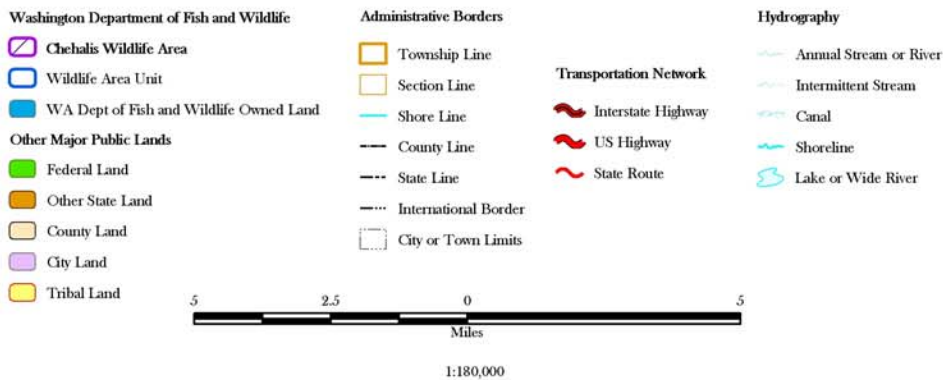 Washington Department of Fish and Wildlife
Chehalis Wildlife Area
Wildlife Area Unit
WA Dept of Fish and Wildlife Owned Land
Other Major Public Lands
Federal Land
Other State Land
County Land
City Land
Tribal Land
Administrative Borders
Township Line
Section Line
Shore Line
County Line
State Line
International Border
City or Town Limits
Transportation Network
Interstate Highway
US Highway
State Route
Hydrography
Annual Stream or River
Intermittent Stream
Canal
Shoreline
Lake or Wide River
5 2.5 0 5
Miles
1:180,000